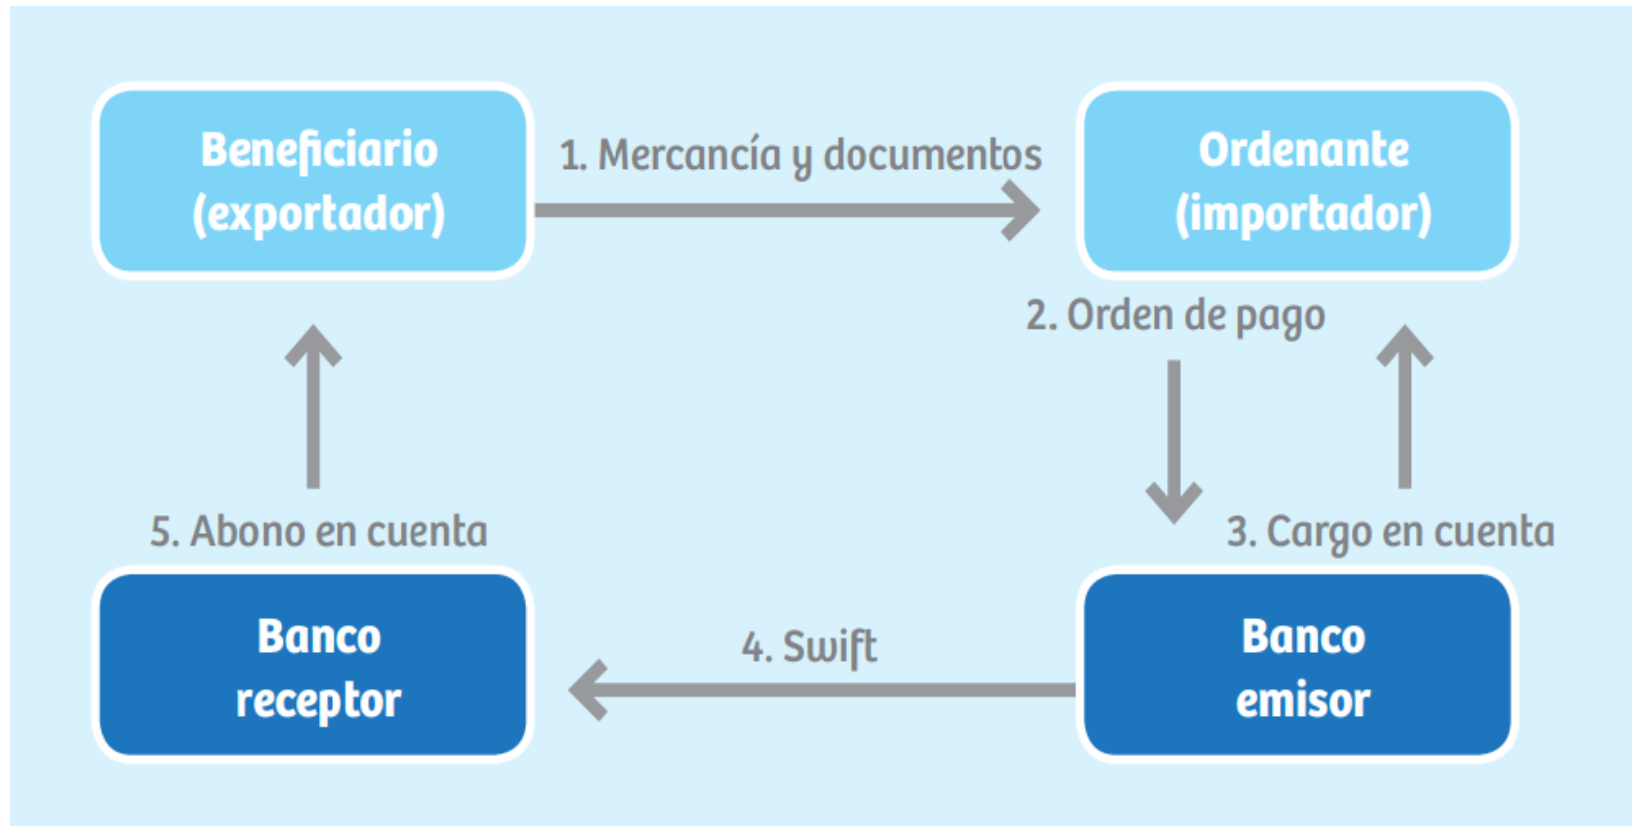 Beneficiario
(exportador)
1. Mercancía y documentos
Ordenante
(importador)
2. Orden de pago
3. Cargo en cuenta
5. Abono en cuenta
Banco
receptor
4. Swift
Banco
emisor